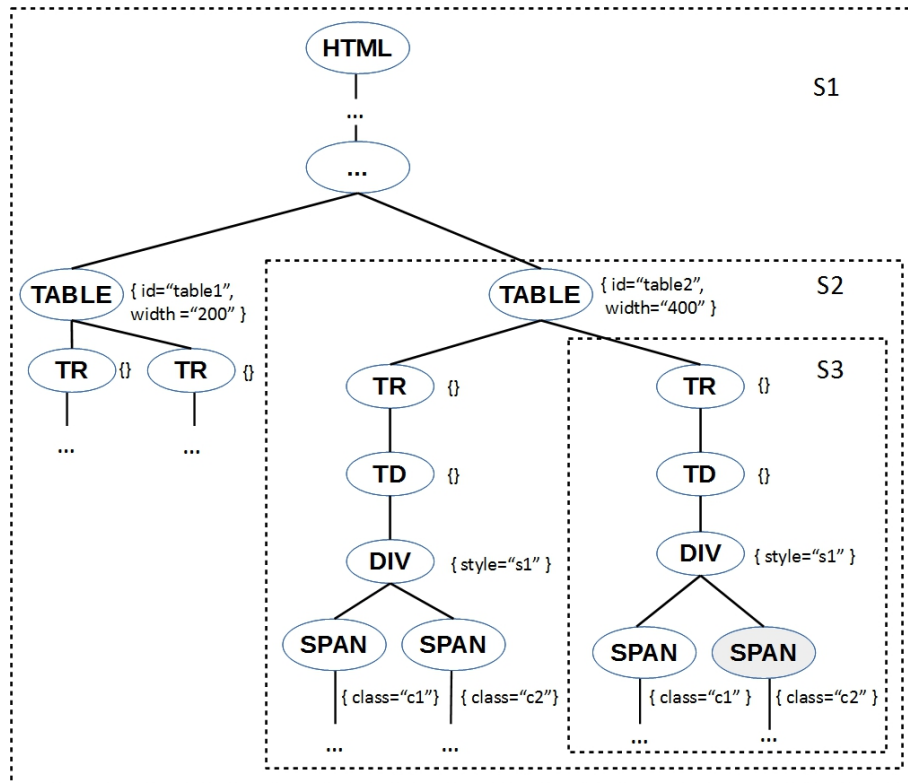 HTML
S1
...
...
TABLE
{ id="table1",
width ="200" }
S2
TABLE
{ id="table2",
width="400" }
TR {} TR {}
...
...
S3
TR {}
TR {}
TD {}
TD {}
DIV { style="s1" }
DIV { style="s1" }
SPAN SPAN
SPAN SPAN
{ class="c1"} { class="c2"}
{ class="c1" } { class="c2" }
...
...
...
...